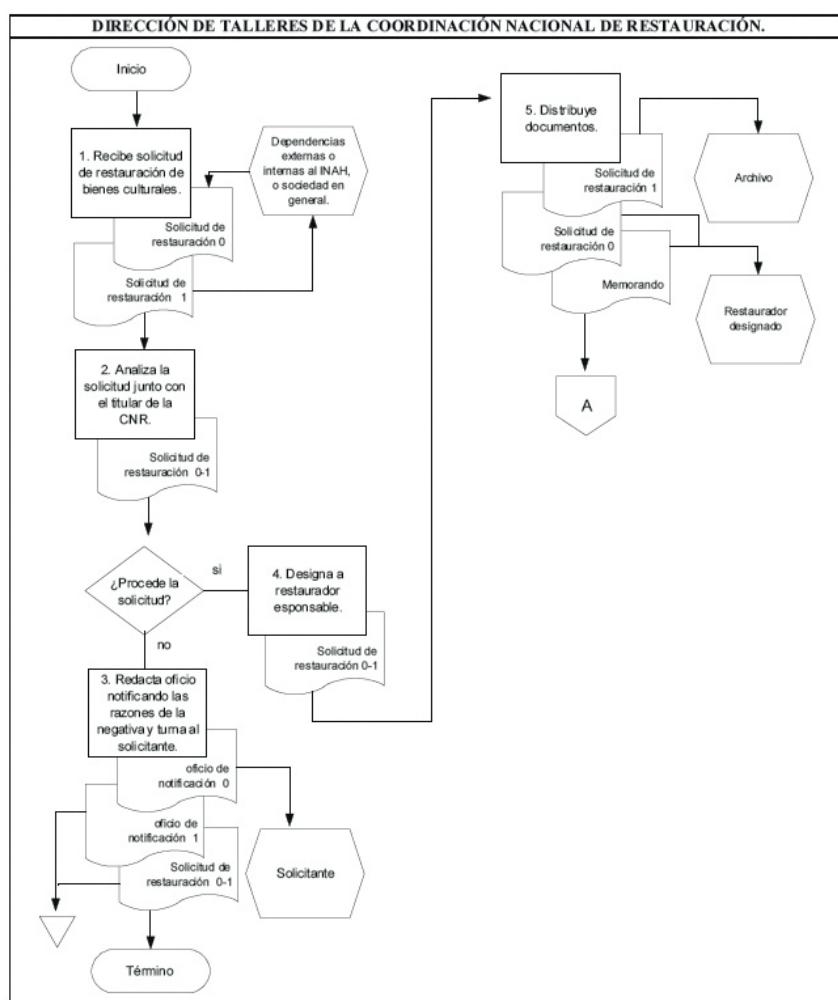 DIRECCIÓN DE TALLERES DE LA COORDINACIÓN NACIONAL DE RESTAURACIÓN.
Inicio
1. Recibe solicitud
de restauración de
bienes culturales.
Dependencias
externas o
internas al INAH,
o sociedad en
general.
Solicitud de
restauración 0
Solicitud de
restauración 1
2. Analiza la
solicitud junto con
el titular de la
CNR.
Solicitud de
restauración 0-1
¿Procede la
solicitud?
si
no
4. Designa a
restaurador
esponsable.
Solicitud de
restauración 0-1
3. Redacta oficio
notificando las
razones de la
negativa y turna al
solicitante.
oficio de
notificación 0
oficio de
notificación 1
Solicitud de
restauración 0-1
Solicitante
Término
5. Distribuye
documentos.
Solicitud de
restauración 1
Archivo
Solicitud de
restauración 0
Memorando
Restaurador
designado
A